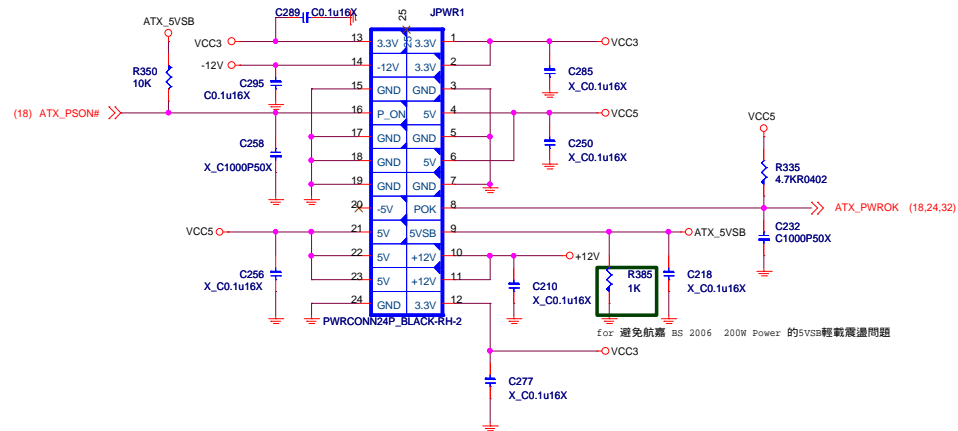 C289 C0.1u16X 25 JPWR1
ATX_5VSB
VCC3 13 3.3V 25 3.3V 1 VCC3
-12V 14 -12V 3.3V 2
R350 10K
C295 C0.1u16X
15 GND GND 3
C285 X_C0.1u16X
(18) ATX_PSON# 16 P_ON 5V 4 VCC5
17 GND GND 5
C258 X_C1000P50X
18 GND 5V 6
C250 X_C0.1u16X
19 GND GND 7
VCC5
R335 4.7KR0402
20 -5V POK 8 ATX_PWROK (18,24,32)
VCC5 21 5V 5VSB 9 ATX_5VSB
C232 C1000P50X
22 5V +12V 10 +12V
C256 X_C0.1u16X
23 5V +12V 11
C210 X_C0.1u16X
R385 1K
C218 X_C0.1u16X
24 GND 3.3V 12
PWRCONN24P_BLACK-RH-2
for 避免航嘉 BS 2006 200W Power 的5VSB輕載震盪問題
VCC3
C277 X_C0.1u16X